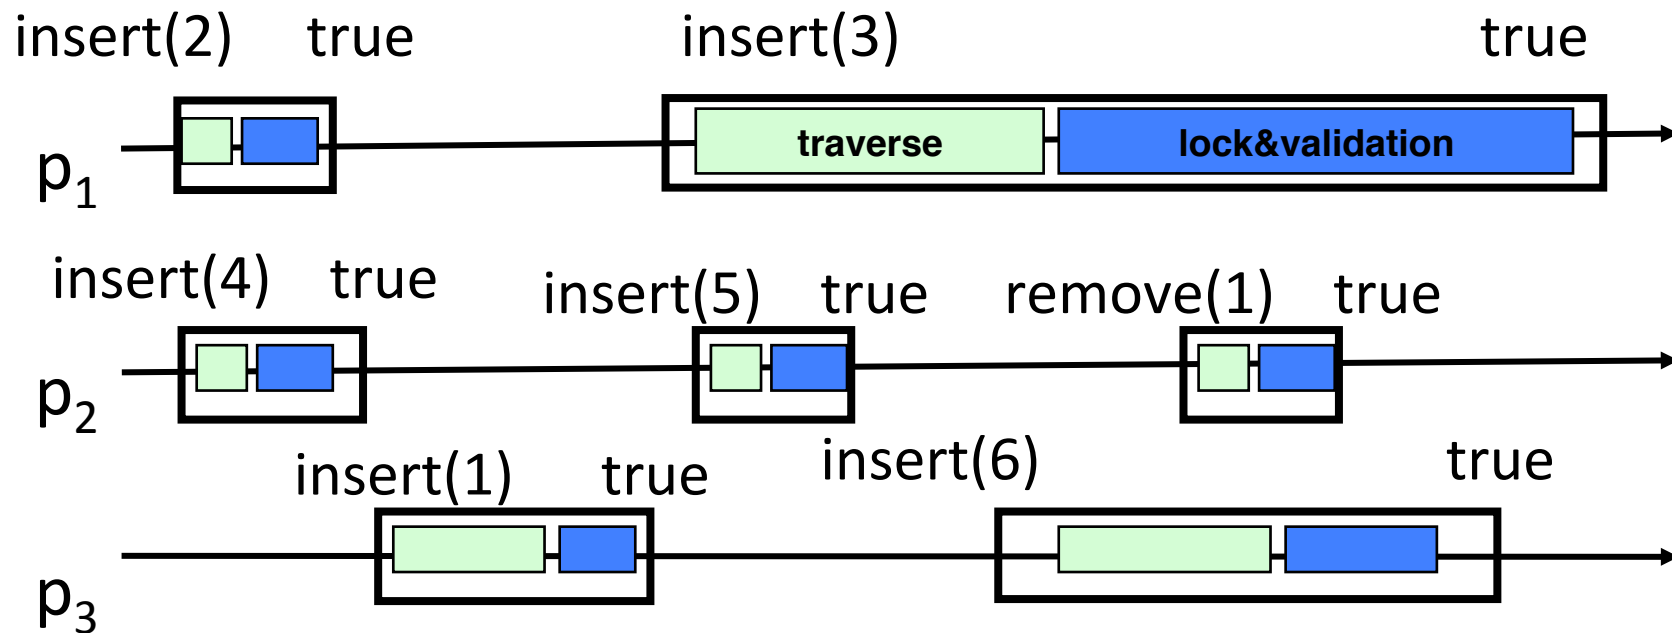 insert(2) true insert(3) true
traverse lock&validation
p1
insert(4) true insert(5) true remove(1) true
p2
insert(1) true insert(6) true
p3